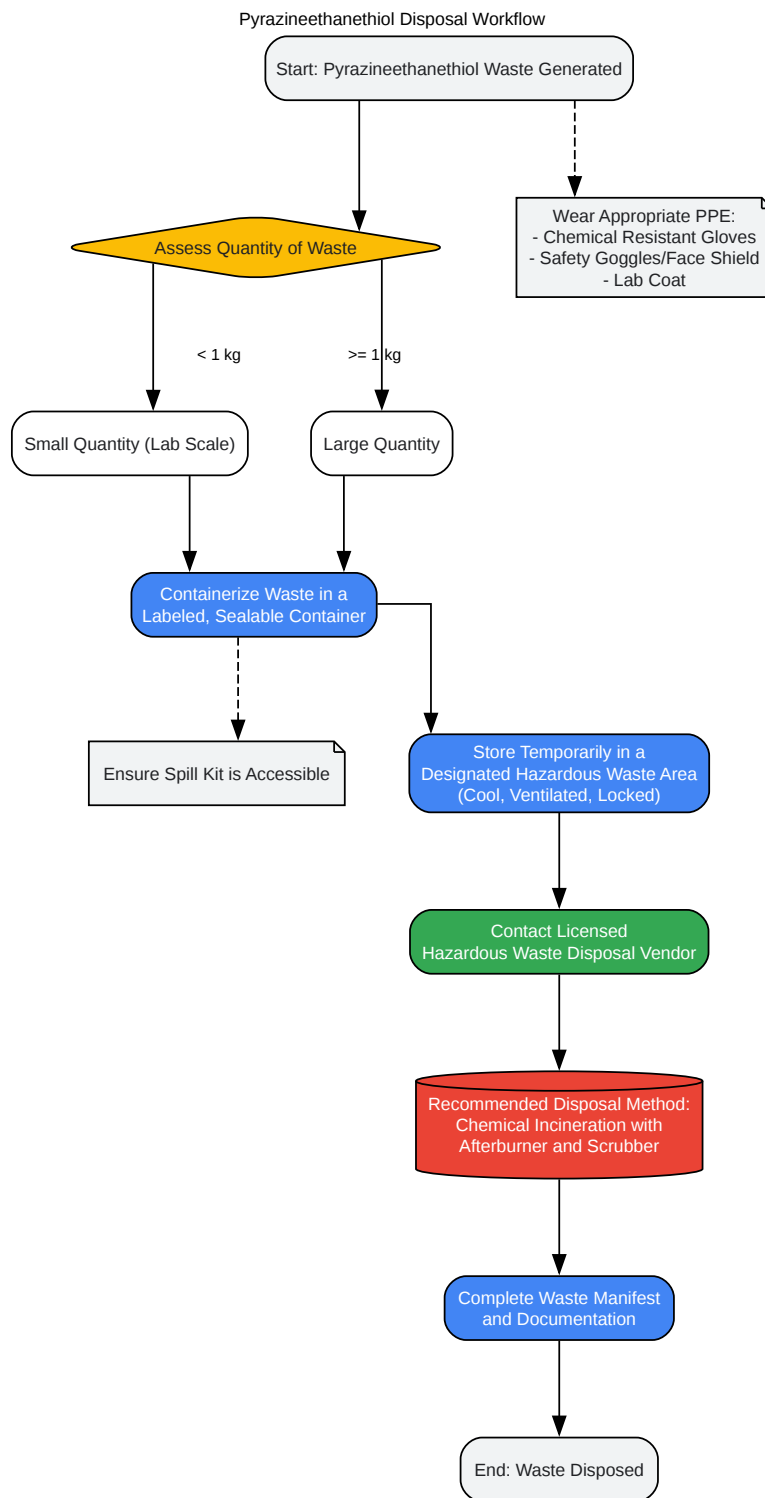 Pyrazineethanethiol Disposal Workflow
Start: Pyrazineethanethiol Waste Generated
Wear Appropriate PPE:
- Chemical Resistant Gloves
- Safety Goggles/Face Shield
- Lab Coat
Assess Quantity of Waste
< 1 kg
>= 1 kg
Small Quantity (Lab Scale)
Large Quantity
Containerize Waste in a
Labeled, Sealable Container
Ensure Spill Kit is Accessible
Store Temporarily in a
Designated Hazardous Waste Area
(Cool, Ventilated, Locked)
Contact Licensed
Hazardous Waste Disposal Vendor
Recommended Disposal Method:
Chemical Incineration with
Afterburner and Scrubber
Complete Waste Manifest
and Documentation
End: Waste Disposed